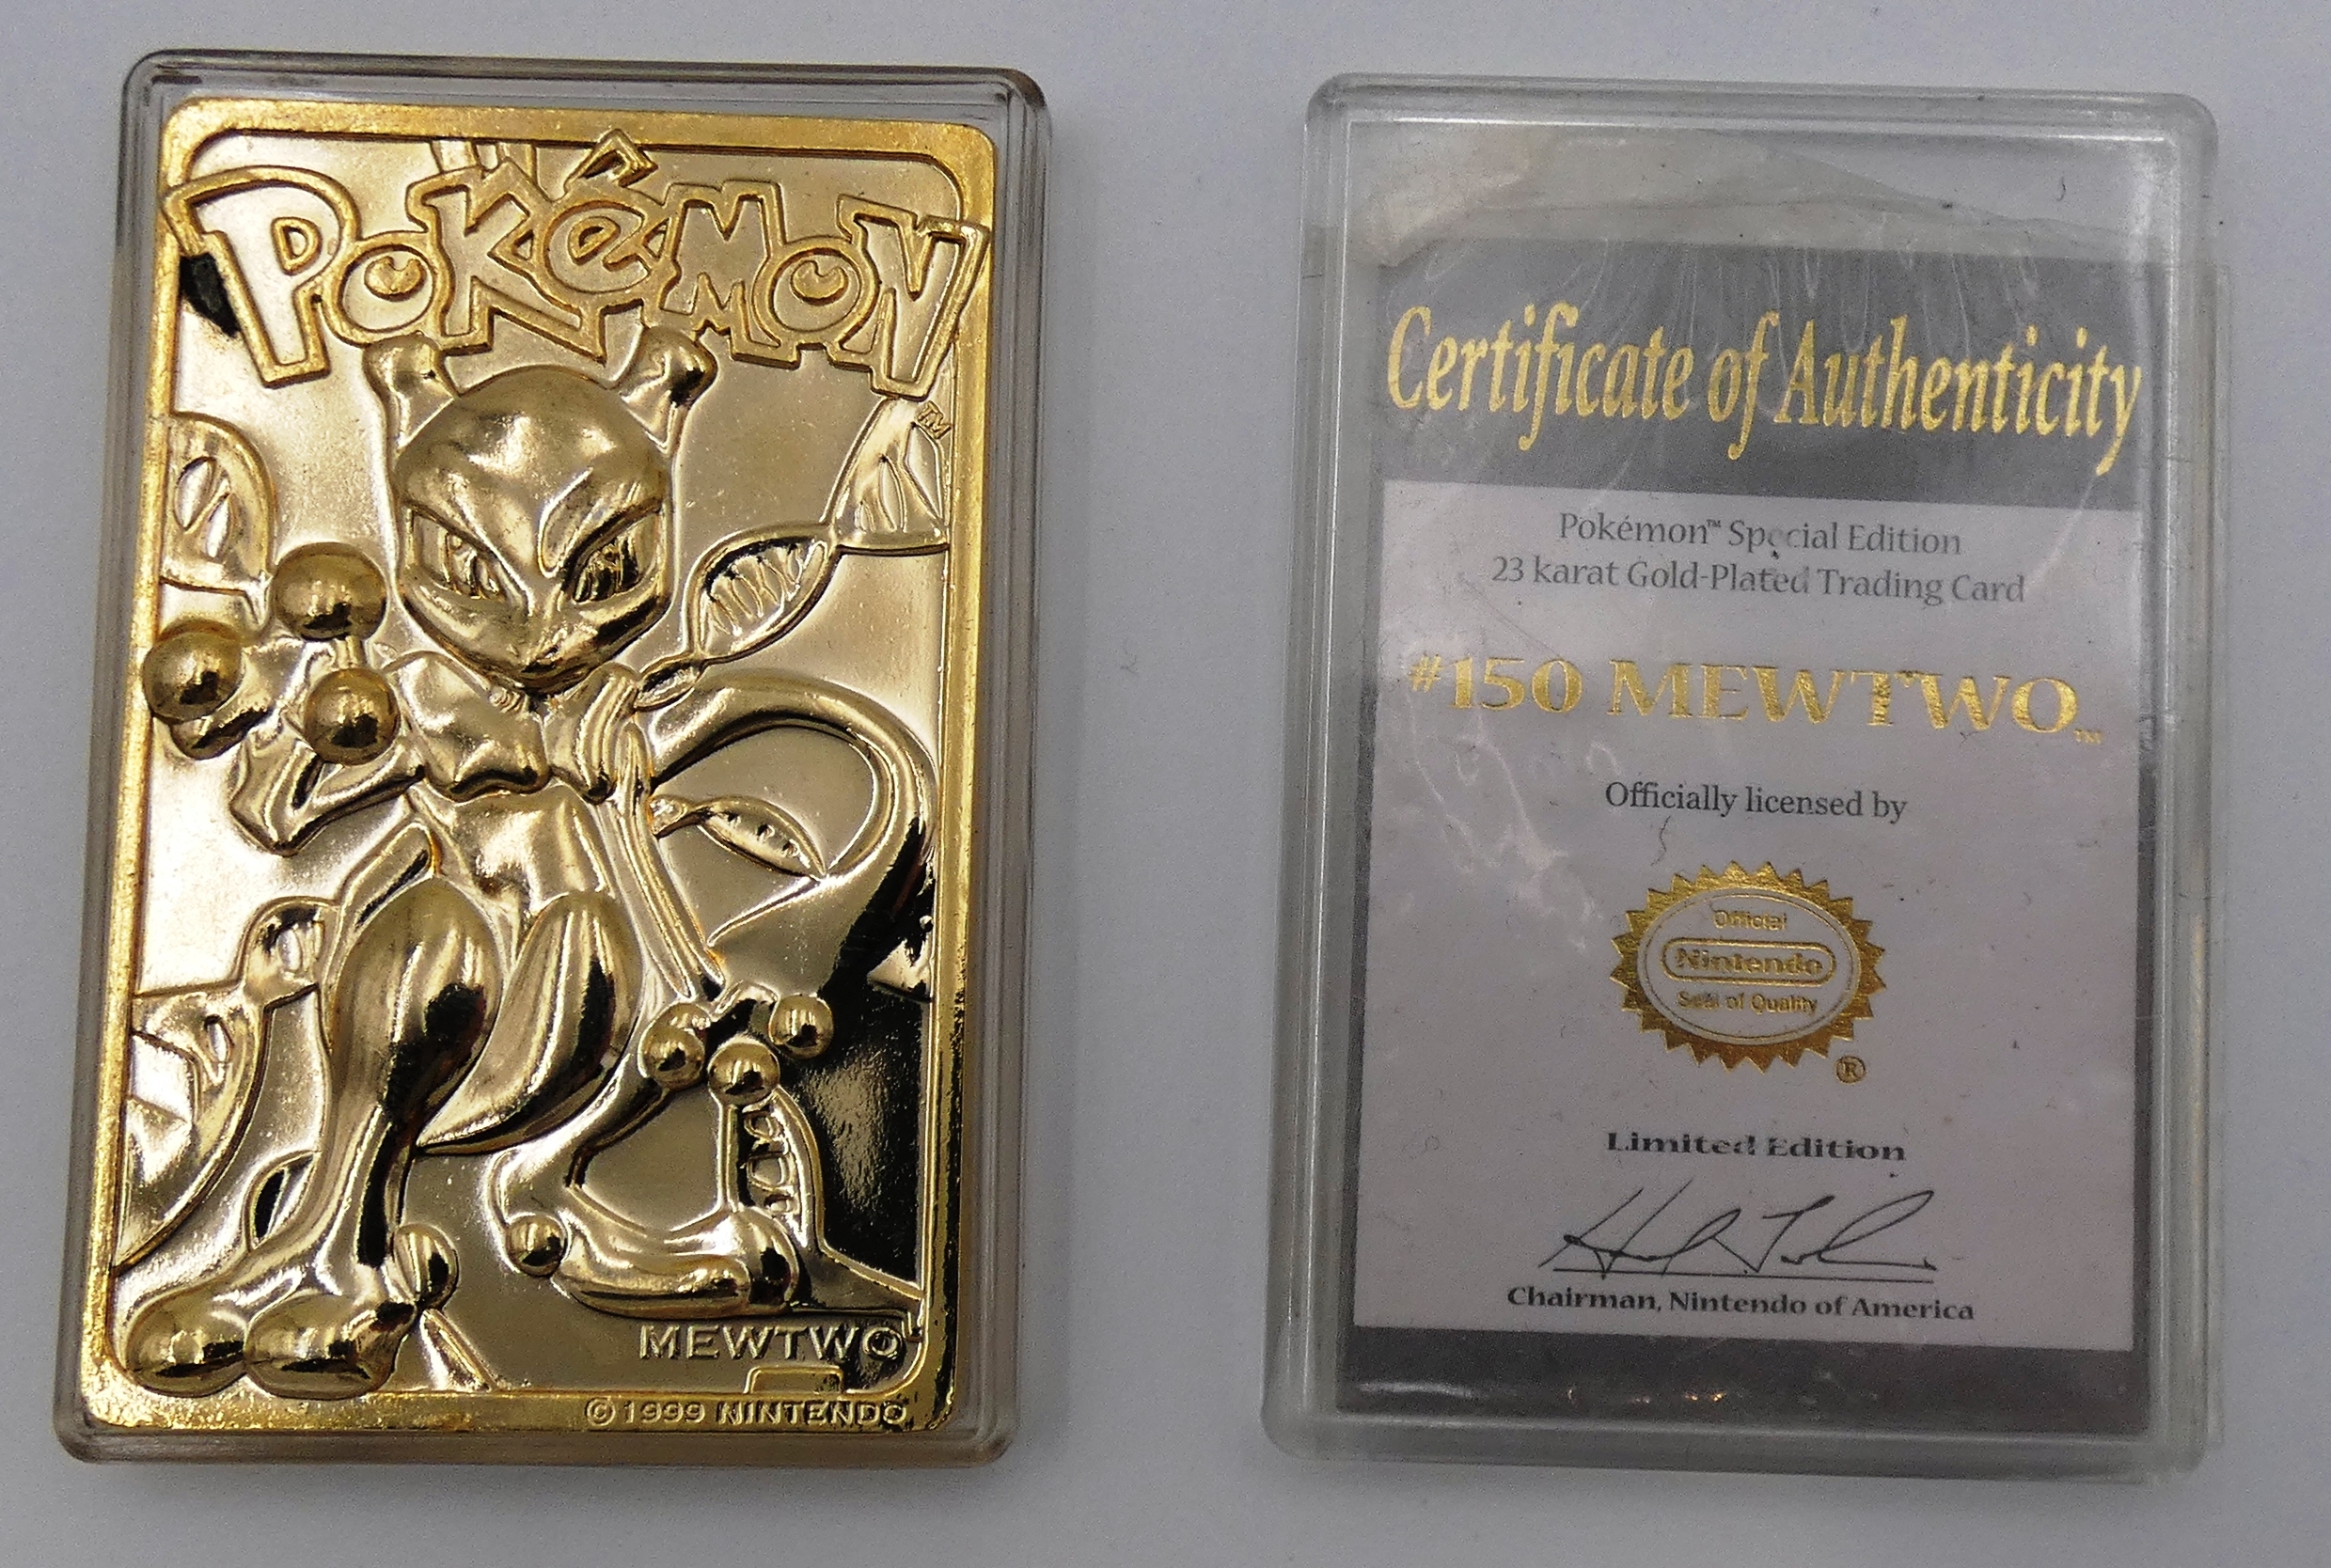 Pokémon
TM
MEWTWO
©1999 NINTENDO
Certificate of Authenticity
Pokémon™ Special Edition
23 karat Gold-Plated Trading Card
#150 MEWTWO™
Officially licensed by
Official
Nintendo
Seal of Quality
®
Limited Edition
Chairman, Nintendo of America